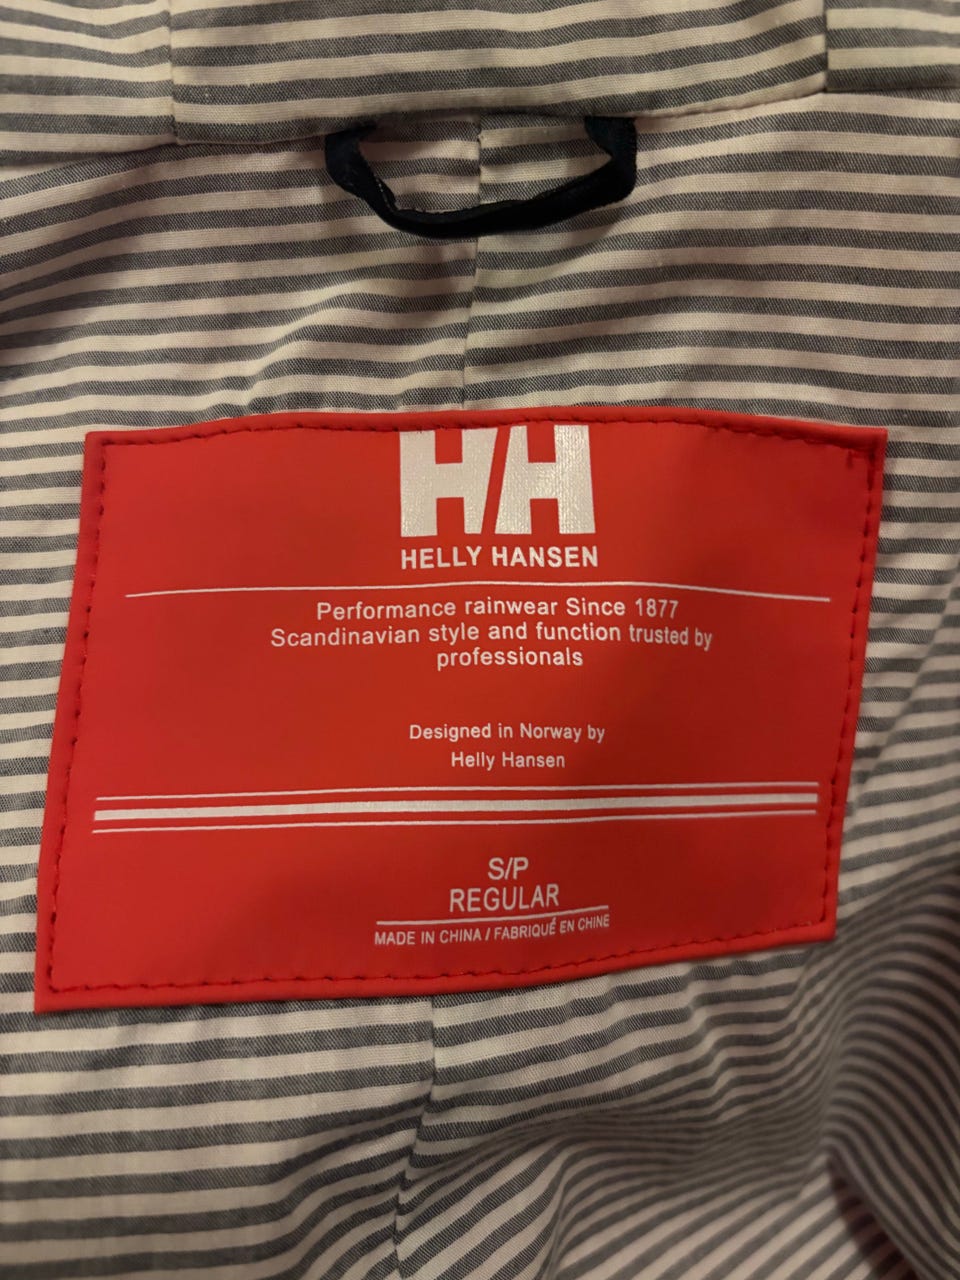 HH
HELLY HANSEN
Performance rainwear Since 1877
Scandinavian style and function trusted by
professionals
Designed in Norway by
Helly Hansen
S/P
REGULAR
MADE IN CHINA / FABRIQUÉ EN CHINE